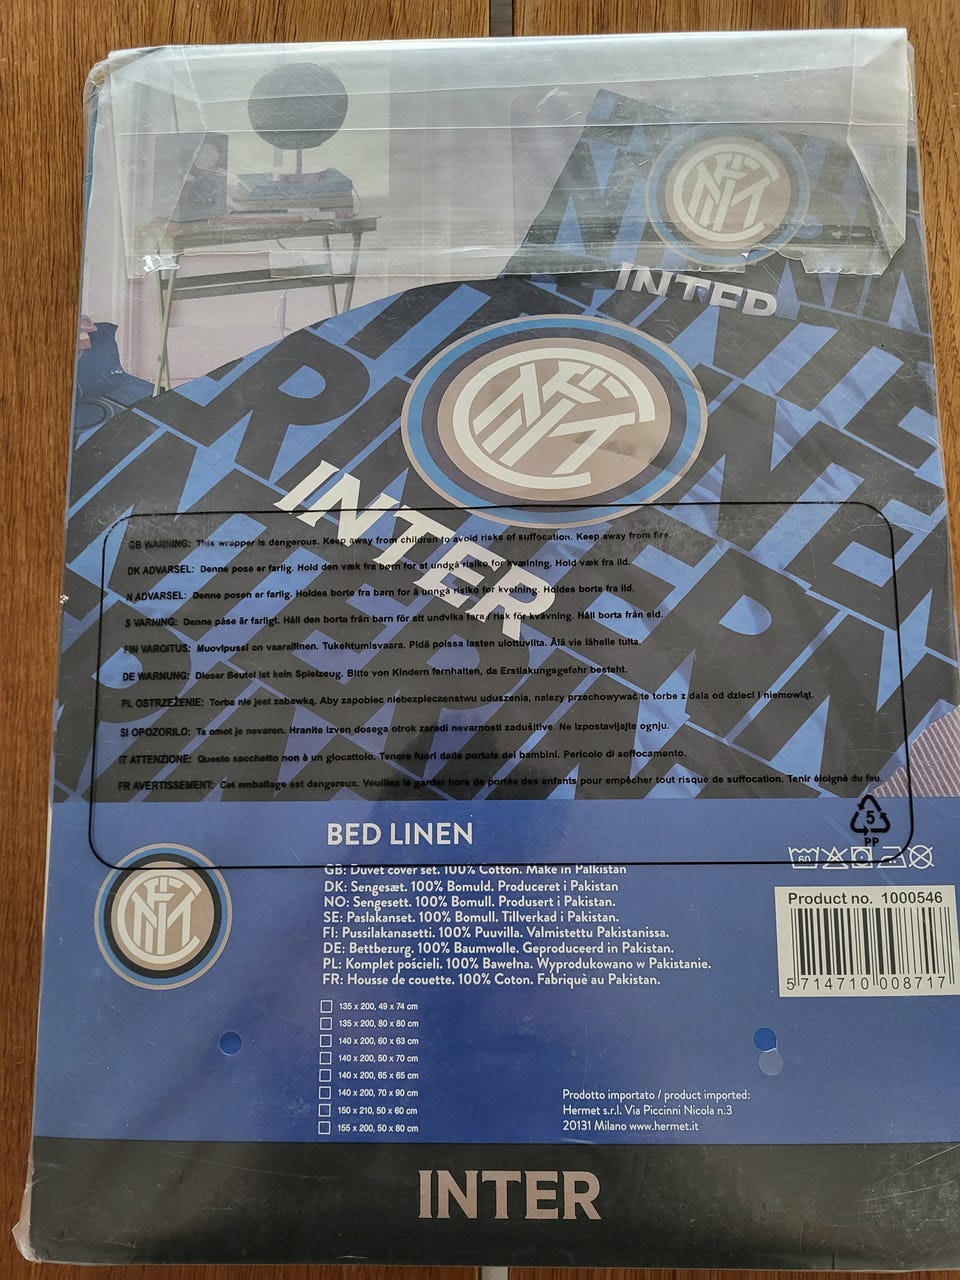 INTER
INTER
GB WARNING: This wrapper is dangerous. Keep away from children to avoid risks of suffocation. Keep away from fire.
DK ADVARSEL: Denne pose er farlig. Hold den væk fra børn for at undgå risiko for kvælning. Hold væk fra ild.
N ADVARSEL: Denne posen er farlig. Holdes borte fra barn for å unngå risiko for kvelning. Holdes borte fra ild.
S VARNING: Denne påse är farligt. Håll den borta från barn för att undvika fara / risk för kvävning. Håll borta från eld.
FIN VAROITUS: Muovipussi on vaarallinen. Tukehtumisvaara. Pidä poissa lasten ulottuvilta. Älä vie lähelle tulta.
DE WARNUNG: Dieser Beutel ist kein Spielzeug. Bitte von Kindern fernhalten, da Erstiakungsgefahr besteht.
PL OSTRZEŻENIE: Torba nie jest zabawką. Aby zapobiec niebezpieczenstwu uduszenia, nalezy przechowywać te torbe z dala od dzieci i niemowląt.
SI OPOZORILO: Ta omot je nevaren. Hranite izven dosega otrok zaradi nevarnosti zadušitive. Ne izpostavljajte ognju.
IT ATTENZIONE: Questo sacchetto non è un giocattolo. Tenere fuori dalla portata dei bambini. Pericolo di soffocamento.
FR AVERTISSEMENT: Cet emballage est dangereux. Vouillez le garder hors de portée des enfants pour empêcher tout risque de suffocation. Tenir éloigné du feu.
5
PP
BED LINEN
60
GB: Duvet cover set. 100% Cotton. Make in Palkistan
DK: Sengesæt. 100% Bomuld. Produceret i Pakistan
NO: Sengesett. 100% Bomull. Produsert i Pakistan.
SE: Paslakanset. 100% Bomull. Tillverkad i Pakistan.
FI: Pussilakanasetti. 100% Puuvilla. Valmistettu Pakistanissa.
DE: Bettbezurg. 100% Baumwolle. Geproduceerd in Pakistan.
PL: Komplet pościeli. 100% Bawełna. Wyprodukowano w Pakistanie.
FR: Housse de couette. 100% Coton. Fabriqué au Pakistan.
Product no. 1000546
5 714710 008717
135 x 200, 49 x 74 cm
135 x 200, 80 x 80 cm
140 x 200, 60 x 63 cm
140 x 200, 50 x 70 cm
140 x 200, 65 x 65 cm
140 x 200, 70 x 90 cm
150 x 210, 50 x 60 cm
155 x 200, 50 x 80 cm
Prodotto importato / product imported:
Hermet s.r.l. Via Piccinni Nicola n.3
20131 Milano www.hermet.it
INTER